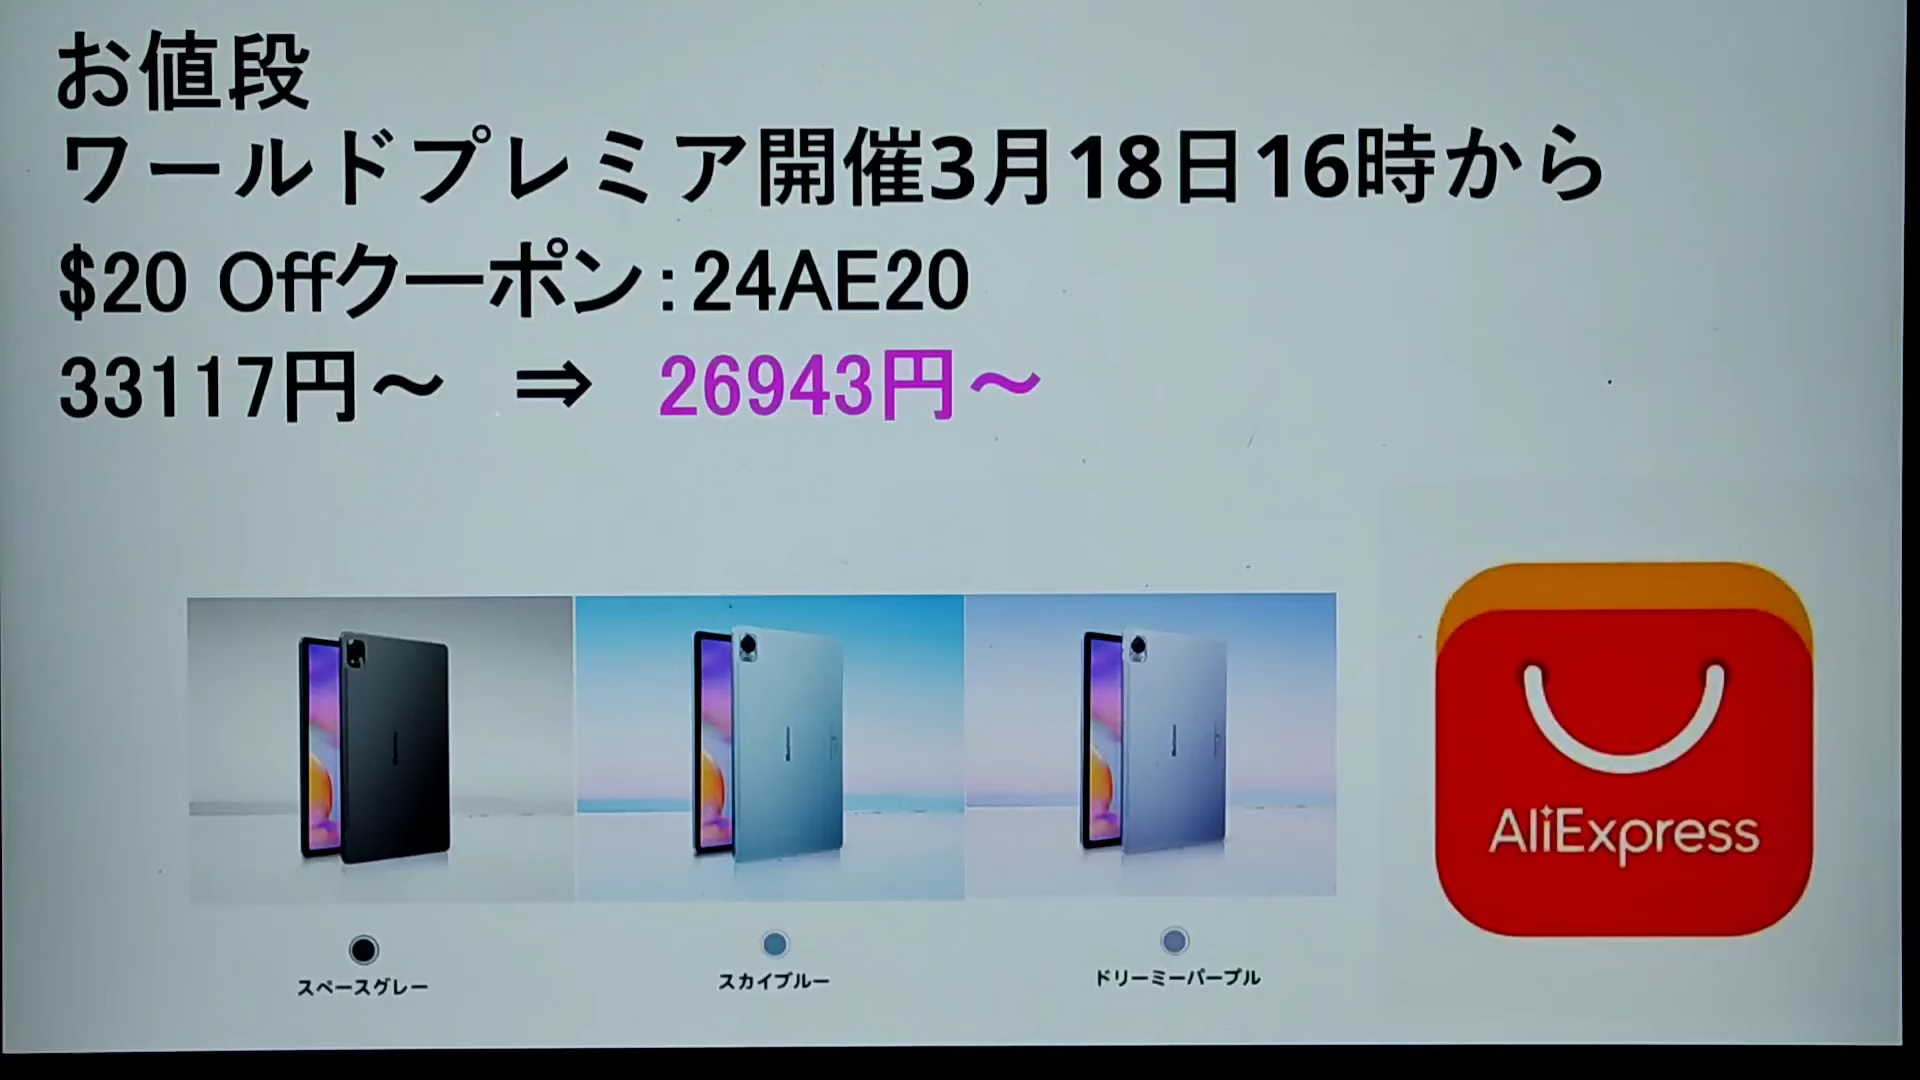 お値段
ワールドプレミア開催3月18日16時から
$20 Offクーポン：24AE20
33117円～ ⇒ 26943円～
AliExpress
スペースグレー
スカイブルー
ドリーミーパープル